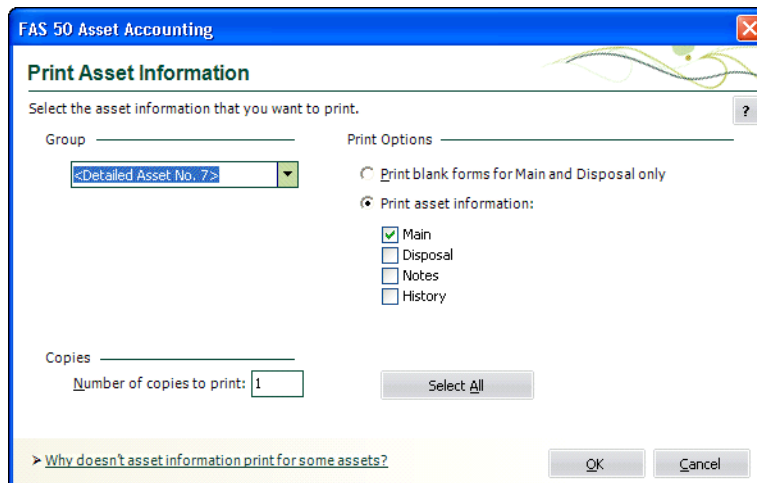 FAS 50 Asset Accounting
Print Asset Information
Select the asset information that you want to print.
?
Group
<Detailed Asset No. 7>
Print Options
Print blank forms for Main and Disposal only
Print asset information:
Main
Disposal
Notes
History
Copies
Number of copies to print: 1
Select All
Why doesn't asset information print for some assets?
OK
Cancel